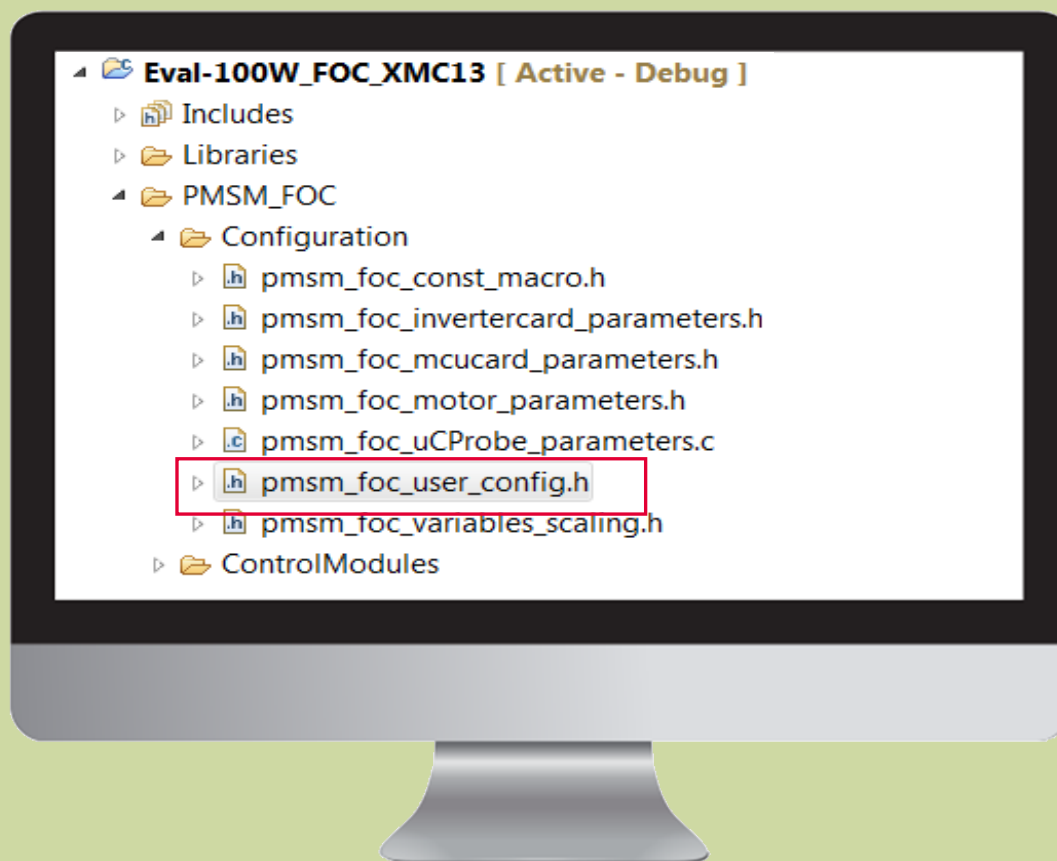 Eval-100W_FOC_XMC13 [ Active - Debug ]
Includes
Libraries
PMSM_FOC
Configuration
pmsm_foc_const_macro.h
pmsm_foc_invertercard_parameters.h
pmsm_foc_mcucard_parameters.h
pmsm_foc_motor_parameters.h
pmsm_foc_uCProbe_parameters.c
pmsm_foc_user_config.h
pmsm_foc_variables_scaling.h
ControlModules